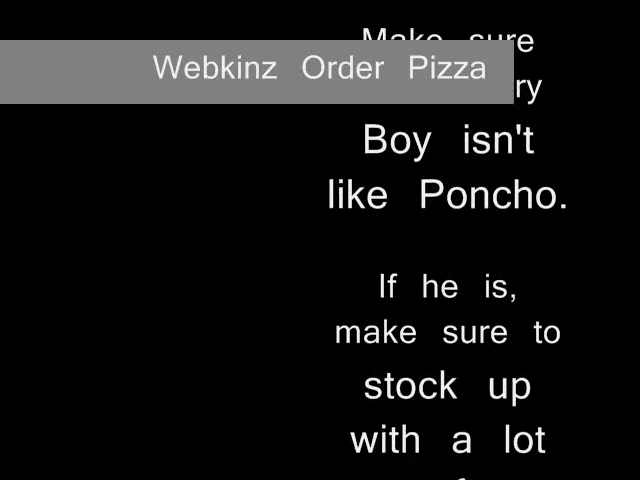 Make sure
Webkinz Order Pizza
ry
Boy isn't
like Poncho.
If he is,
make sure to
stock up
with a lot